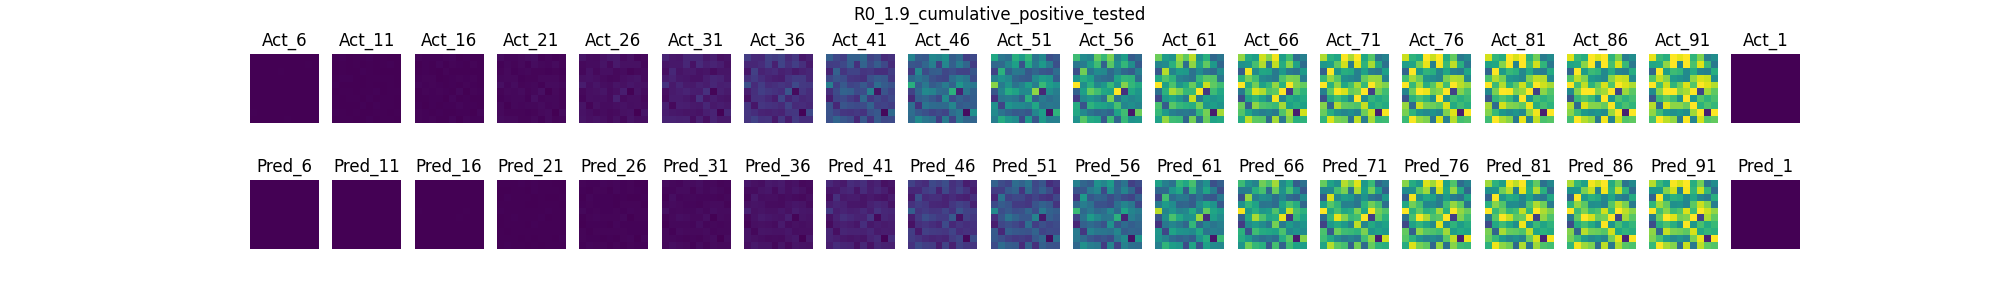 R0_1.9_cumulative_positive_tested
Act_6 Act_11 Act_16 Act_21 Act_26 Act_31 Act_36 Act_41 Act_46 Act_51 Act_56 Act_61 Act_66 Act_71 Act_76 Act_81 Act_86 Act_91 Act_1
Pred_6 Pred_11 Pred_16 Pred_21 Pred_26 Pred_31 Pred_36 Pred_41 Pred_46 Pred_51 Pred_56 Pred_61 Pred_66 Pred_71 Pred_76 Pred_81 Pred_86 Pred_91 Pred_1